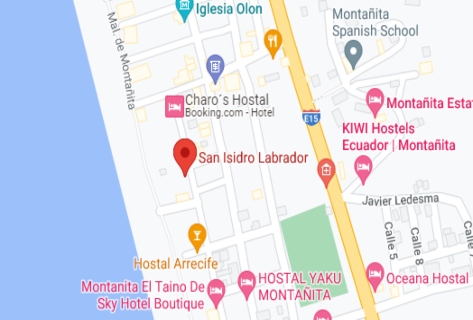 Iglesia Olon
Montañita
Spanish School
Mal. de Montañita
Charo´s Hostal
Booking.com - Hotel
Montañita Esta
E15
KIWI Hostels
Ecuador | Montañita
San Isidro Labrador
Javier Ledesma
Calle 5
Calle 8
Calle 7
Hostal Arrecife
Montanita El Taino De
Sky Hotel Boutique
HOSTAL YAKU
MONTAÑITA
Oceana Hostal